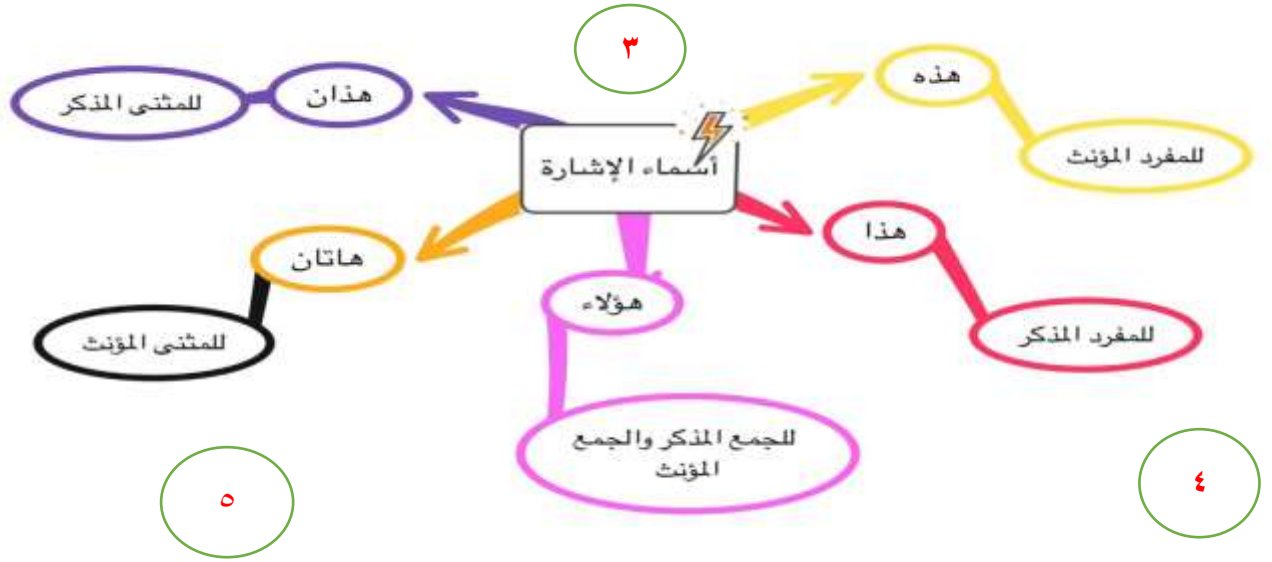 ٣
هذه
هذان
للمثنى المذكر
للمفرد المؤنث
أسماء الإشارة
هذا
هاتان
هؤلاء
للمفرد المذكر
للمثنى المؤنث
للجمع المذكر والجمع
المؤنث
٤
٥